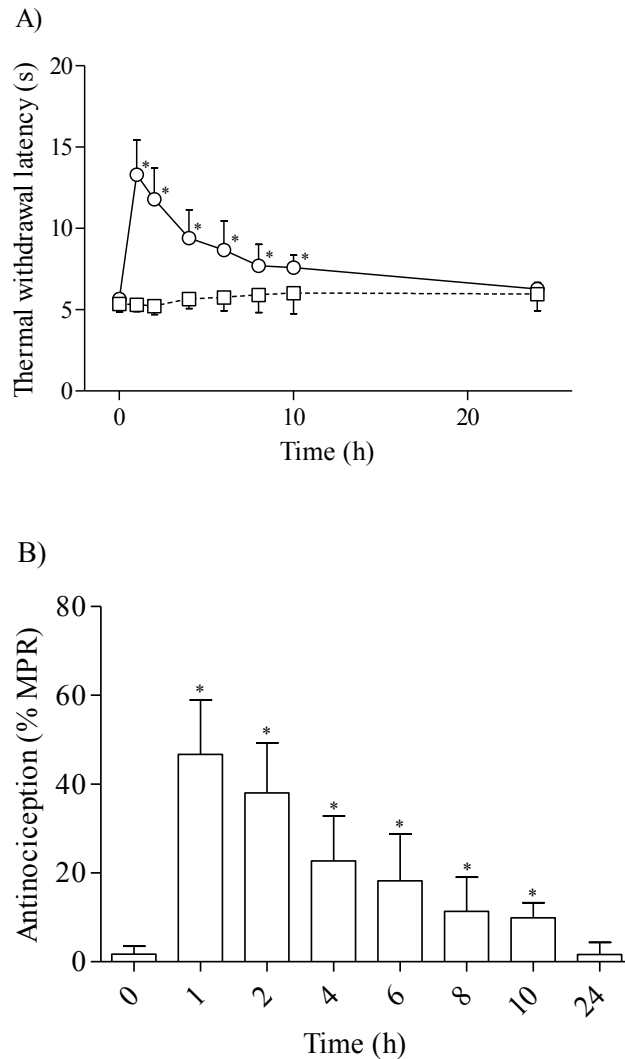 A)
Thermal withdrawal latency (s)
20
15
10
5
0
* * * * * *
0 10 20
Time (h)
B)
Antinociception (% MPR)
80
60
40
20
0
* * * * * *
0 1 2 4 6 8 10 24
Time (h)